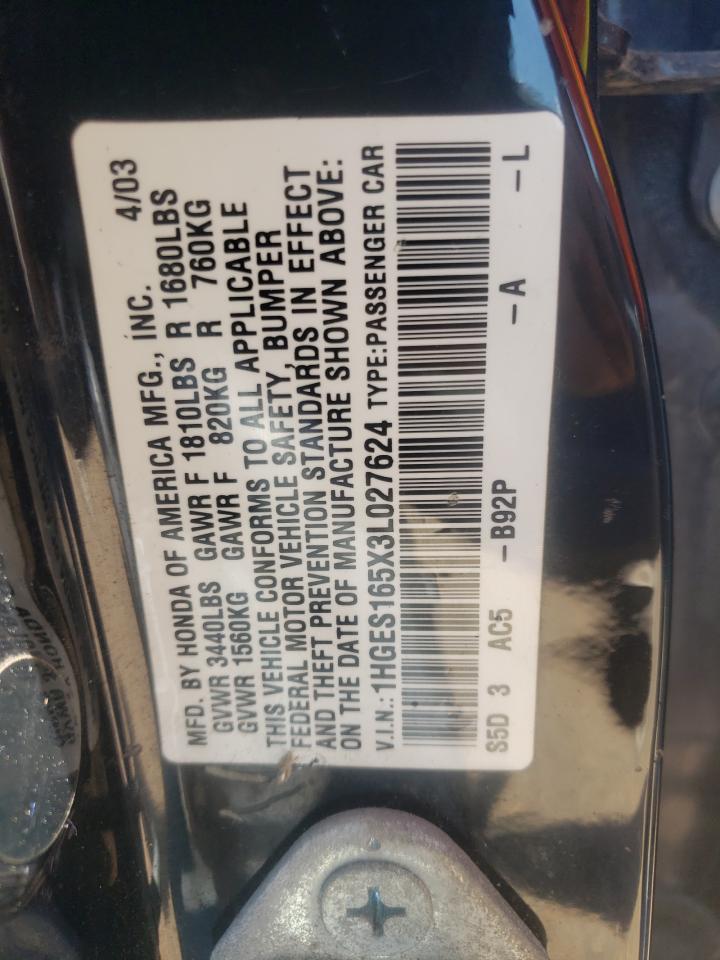 MFD. BY HONDA OF AMERICA MFG., INC. 4/03
GVWR 3440LBS GAWR F 1810LBS R 1680LBS
GVWR 1560KG GAWR F 820KG R 760KG
THIS VEHICLE CONFORMS TO ALL APPLICABLE
FEDERAL MOTOR VEHICLE SAFETY, BUMPER
AND THEFT PREVENTION STANDARDS IN EFFECT
ON THE DATE OF MANUFACTURE SHOWN ABOVE:
V.I.N.:1HGES165X3L027624 TYPE:PASSENGER CAR
S5D 3 AC5 -B92P -A -L